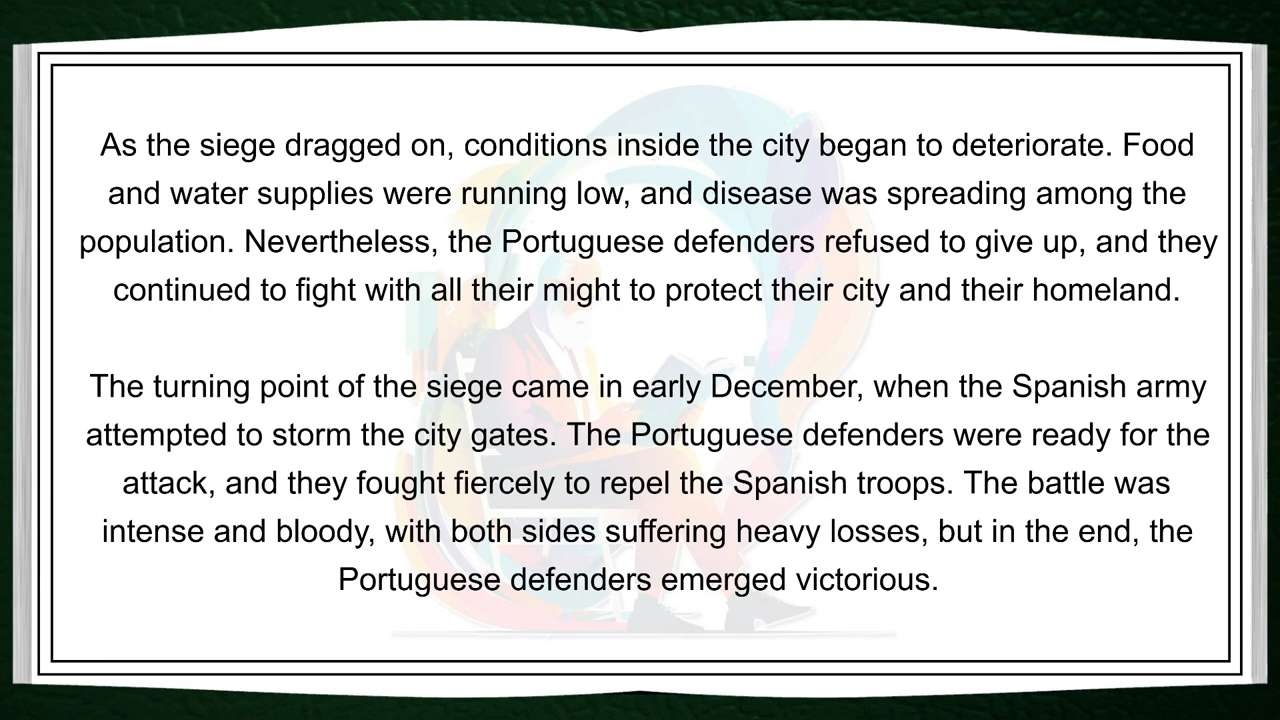 As the siege dragged on, conditions inside the city began to deteriorate. Food
and water supplies were running low, and disease was spreading among the
population. Nevertheless, the Portuguese defenders refused to give up, and they
continued to fight with all their might to protect their city and their homeland.
The turning point of the siege came in early December, when the Spanish army
attempted to storm the city gates. The Portuguese defenders were ready for the
attack, and they fought fiercely to repel the Spanish troops. The battle was
intense and bloody, with both sides suffering heavy losses, but in the end, the
Portuguese defenders emerged victorious.